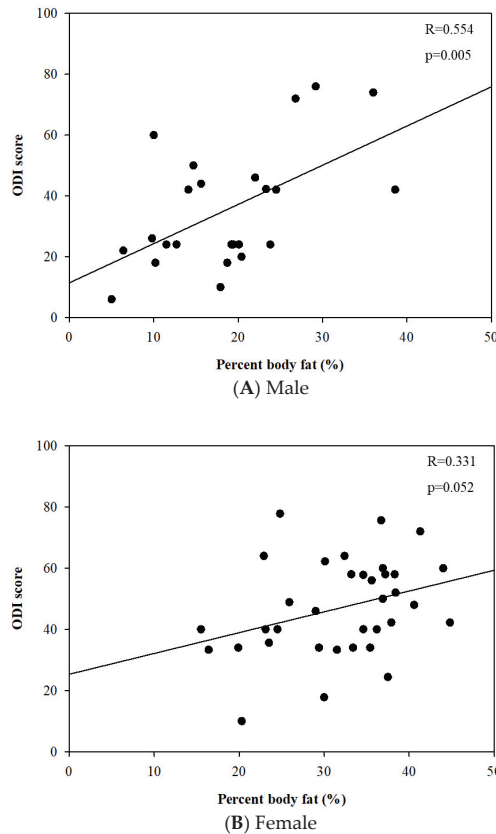 R=0.554
p=0.005
100
80
60
40
20
0
ODI score
0 10 20 30 40 50
Percent body fat (%)
(A) Male
R=0.331
p=0.052
100
80
60
40
20
0
ODI score
0 10 20 30 40 50
Percent body fat (%)
(B) Female